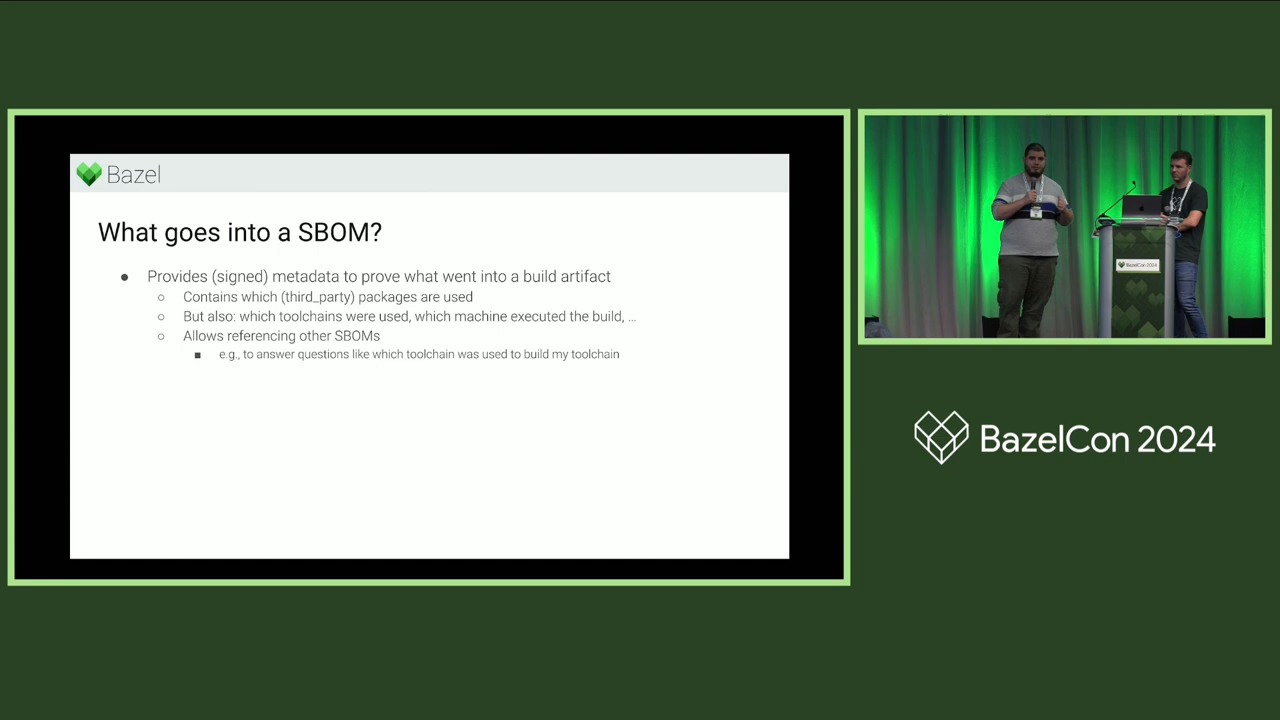 Bazel
What goes into a SBOM?
● Provides (signed) metadata to prove what went into a build artifact
○ Contains which (third_party) packages are used
○ But also: which toolchains were used, which machine executed the build, ...
○ Allows referencing other SBOMs
■ e.g., to answer questions like which toolchain was used to build my toolchain
BazelCon 2024
BazelCon 2024